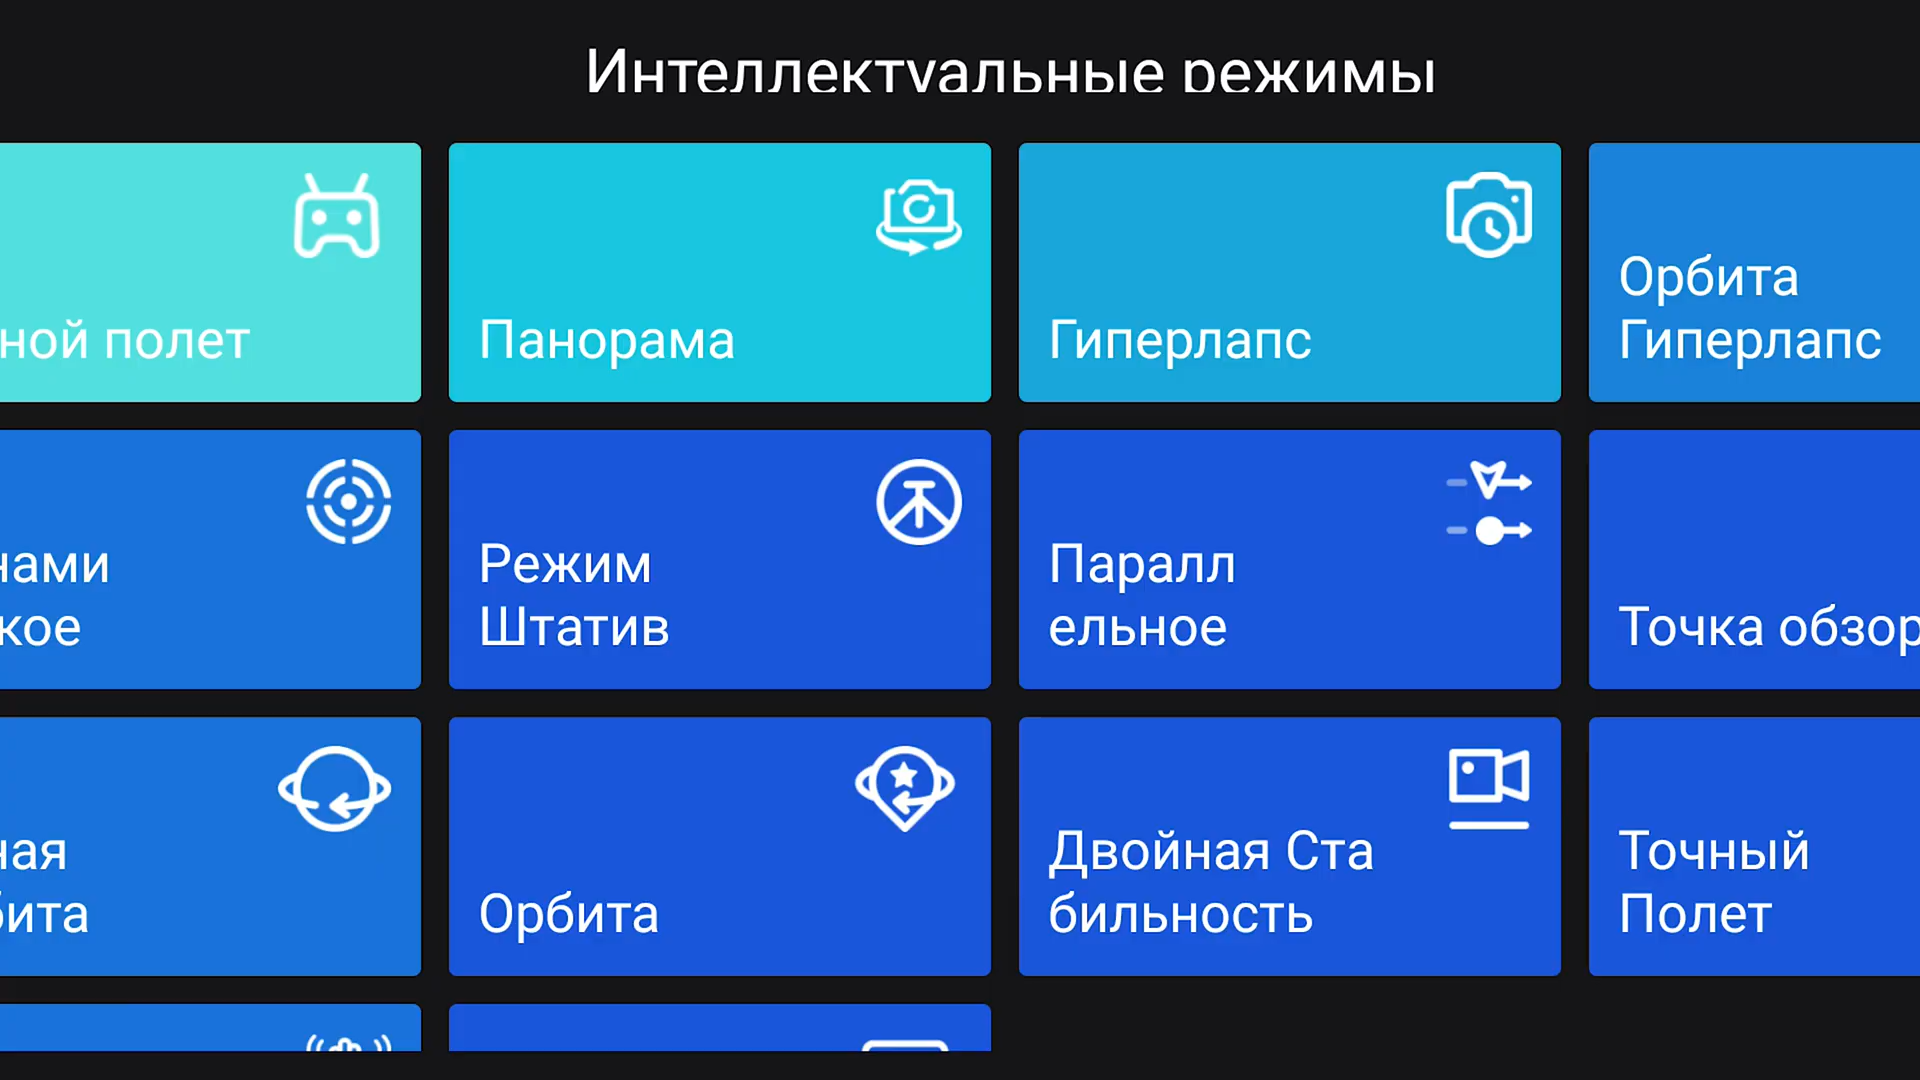 Интеллектуальные режимы
ной полет
Панорама
Гиперлапс
Орбита
Гиперлапс
нами
кое
Режим
Штатив
Паралл
ельное
Точка обзор
ная
бита
Орбита
Двойная Ста
бильность
Точный
Полет